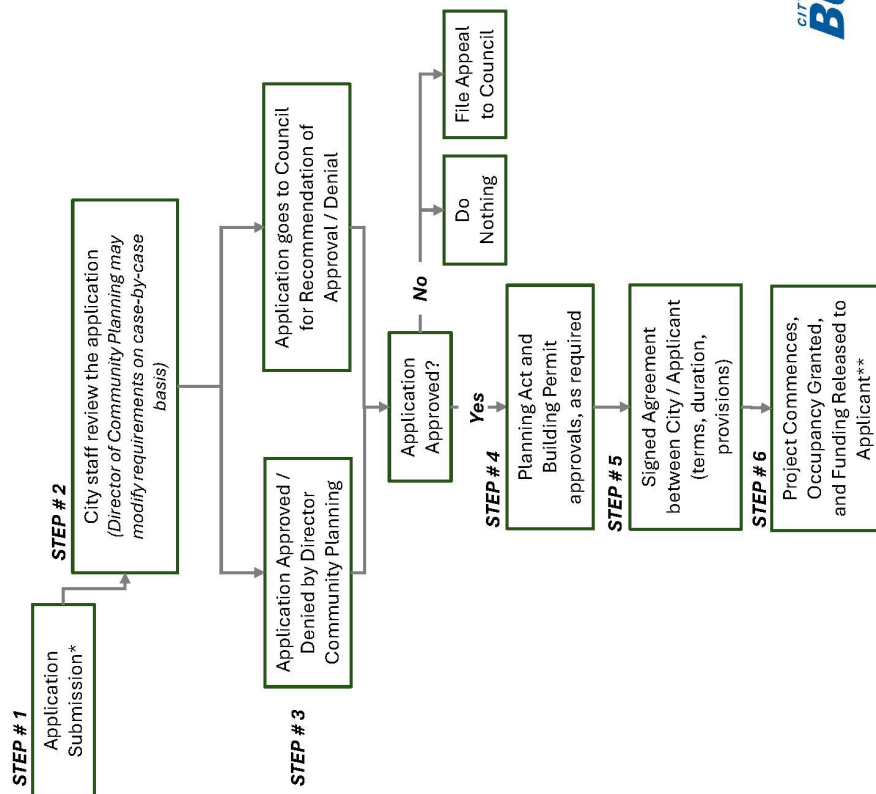 STEP # 1
Application
Submission*
STEP # 2
City staff review the application
(Director of Community Planning may
modify requirements on case-by-case
basis)
STEP # 3
Application Approved /
Denied by Director
Community Planning
Application goes to Council
for Recommendation of
Approval / Denial
Application
Approved?
No
Do
Nothing
File Appeal
to Council
Yes
STEP # 4
Planning Act and
Building Permit
approvals, as required
STEP # 5
Signed Agreement
between City / Applicant
(terms, duration,
provisions)
STEP # 6
Project Commences,
Occupancy Granted,
and Funding Released to
Applicant**